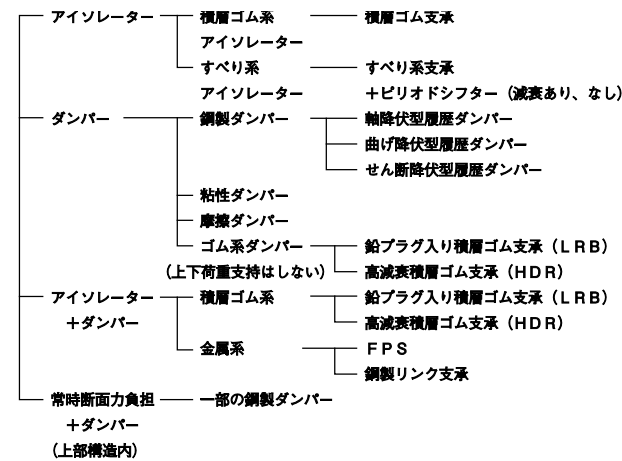 アイソレーター 積層ゴム系 積層ゴム支承
アイソレーター
すべり系 すべり系支承
アイソレーター +ピリオドシフター(減衰あり、なし)
ダンパー 鋼製ダンパー 軸降伏型履歴ダンパー
曲げ降伏型履歴ダンパー
せん断降伏型履歴ダンパー
粘性ダンパー
摩擦ダンパー
ゴム系ダンパー 鉛プラグ入り積層ゴム支承(LRB)
(上下荷重支持はしない) 高減衰積層ゴム支承(HDR)
アイソレーター 積層ゴム系 鉛プラグ入り積層ゴム支承(LRB)
+ダンパー 高減衰積層ゴム支承(HDR)
金属系 FPS
鋼製リンク支承
常時断面力負担 一部の鋼製ダンパー
+ダンパー
(上部構造内)